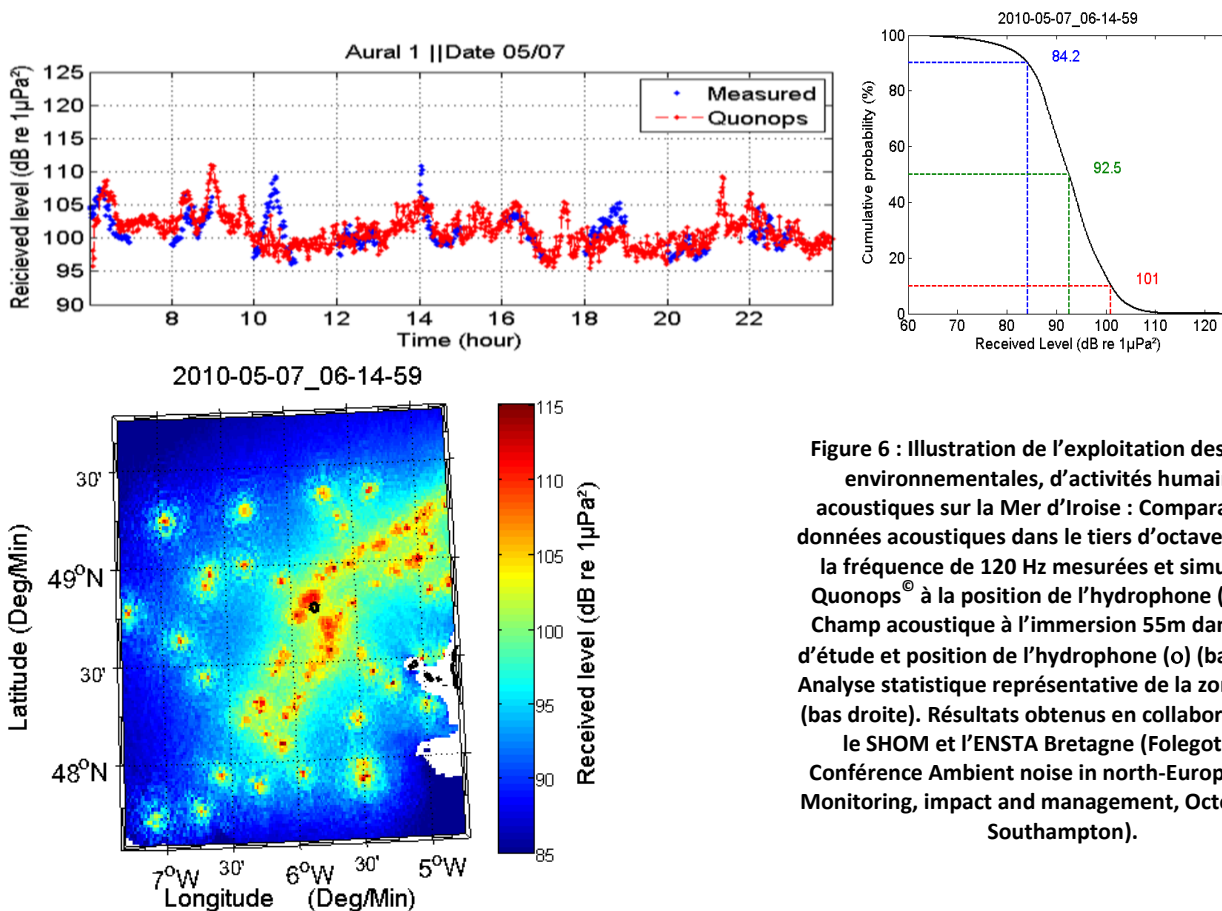 Aural 1 ||Date 05/07
Reicieved level (dB re 1µPa²)
125
120
115
110
105
100
95
90
Measured
Quonops
8
10
12
14
16
18
20
22
Time (hour)
2010-05-07_06-14-59
Cumulative probability (%)
100
80
60
40
20
0
84.2
92.5
101
60
70
80
90
100
110
120
Received Level (dB re 1µPa²)
2010-05-07_06-14-59
Latitude (Deg/Min)
30'
49°N
30'
48°N
7°W
30'
6°W
30'
5°W
Longitude (Deg/Min)
115
110
105
100
95
90
85
Received level (dB re 1µPa²)
Figure 6 : Illustration de l'exploitation des
environnementales, d'activités humai
acoustiques sur la Mer d'Iroise : Compara
données acoustiques dans le tiers d'octave
la fréquence de 120 Hz mesurées et simu
Quonops© à la position de l'hydrophone (
Champ acoustique à l'immersion 55m dan
d'étude et position de l'hydrophone (o) (ba
Analyse statistique représentative de la zor
(bas droite). Résultats obtenus en collabor
le SHOM et l'ENSTA Bretagne (Folegot
Conférence Ambient noise in north-Europ
Monitoring, impact and management, Octo
Southampton).